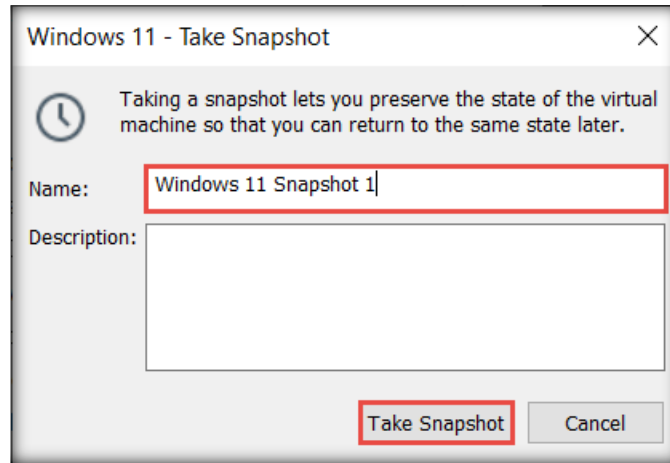 Windows 11 - Take Snapshot
Taking a snapshot lets you preserve the state of the virtual
machine so that you can return to the same state later.
Name: Windows 11 Snapshot 1
Description:
Take Snapshot Cancel